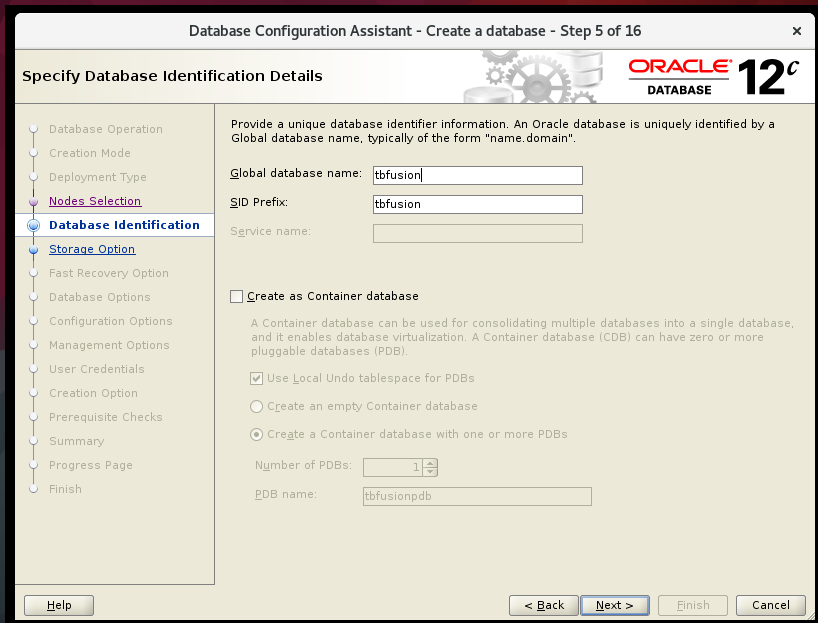 Database Configuration Assistant - Create a database - Step 5 of 16
Specify Database Identification Details
ORACLE
DATABASE
12c
Database Operation
Creation Mode
Deployment Type
Nodes Selection
Database Identification
Storage Option
Fast Recovery Option
Database Options
Configuration Options
Management Options
User Credentials
Creation Option
Prerequisite Checks
Summary
Progress Page
Finish
Provide a unique database identifier information. An Oracle database is uniquely identified by a
Global database name, typically of the form "name.domain".
Global database name: tbfusion
SID Prefix: tbfusion
Service name:
Create as Container database
A Container database can be used for consolidating multiple databases into a single database,
and it enables database virtualization. A Container database (CDB) can have zero or more
pluggable databases (PDB).
Use Local Undo tablespace for PDBs
Create an empty Container database
Create a Container database with one or more PDBs
Number of PDBs: 1
PDB name: tbfusionpdb
Help
< Back
Next >
Finish
Cancel